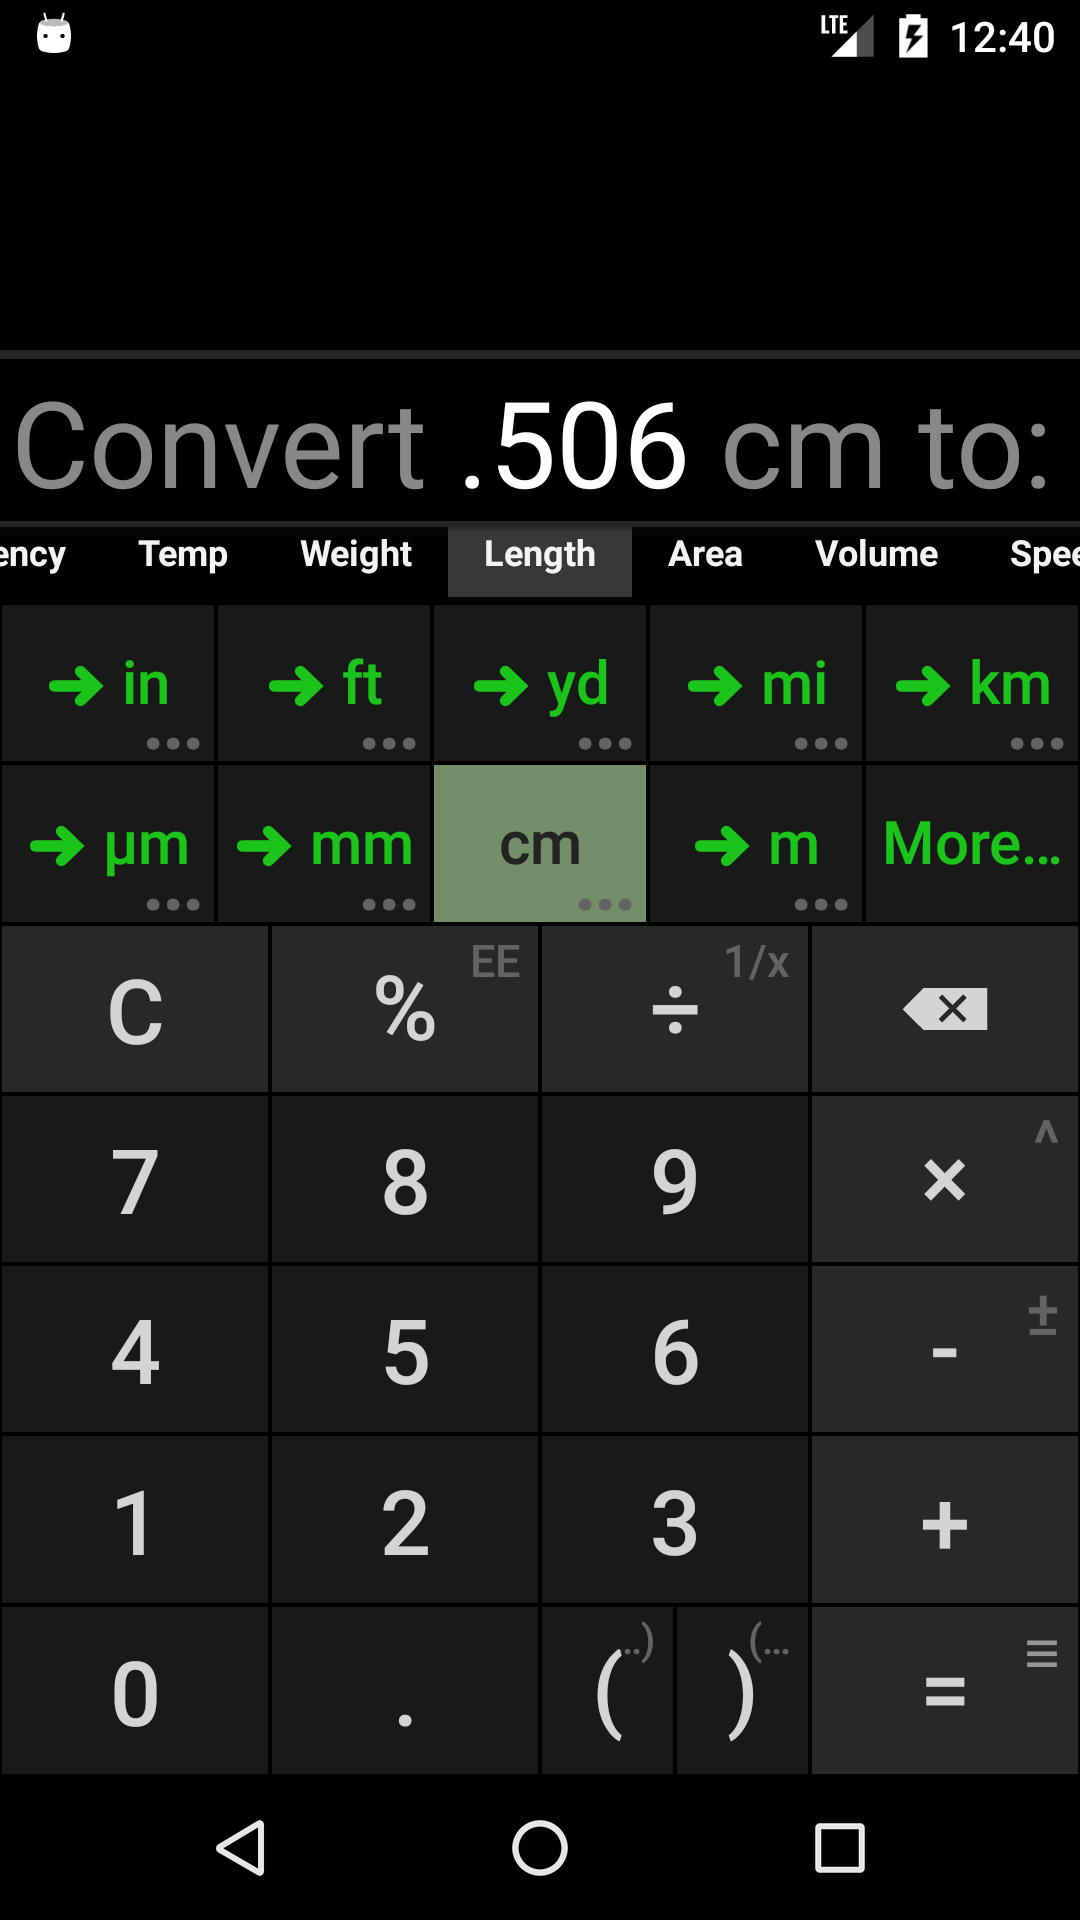 LTE 12:40
Convert .506 cm to:
ency Temp Weight Length Area Volume Spee
in ft yd mi km
µm mm cm m More...
C % EE ÷ 1/x
7 8 9 × ^
4 5 6 - ±
1 2 3 +
0 . ( ..) ) (... =